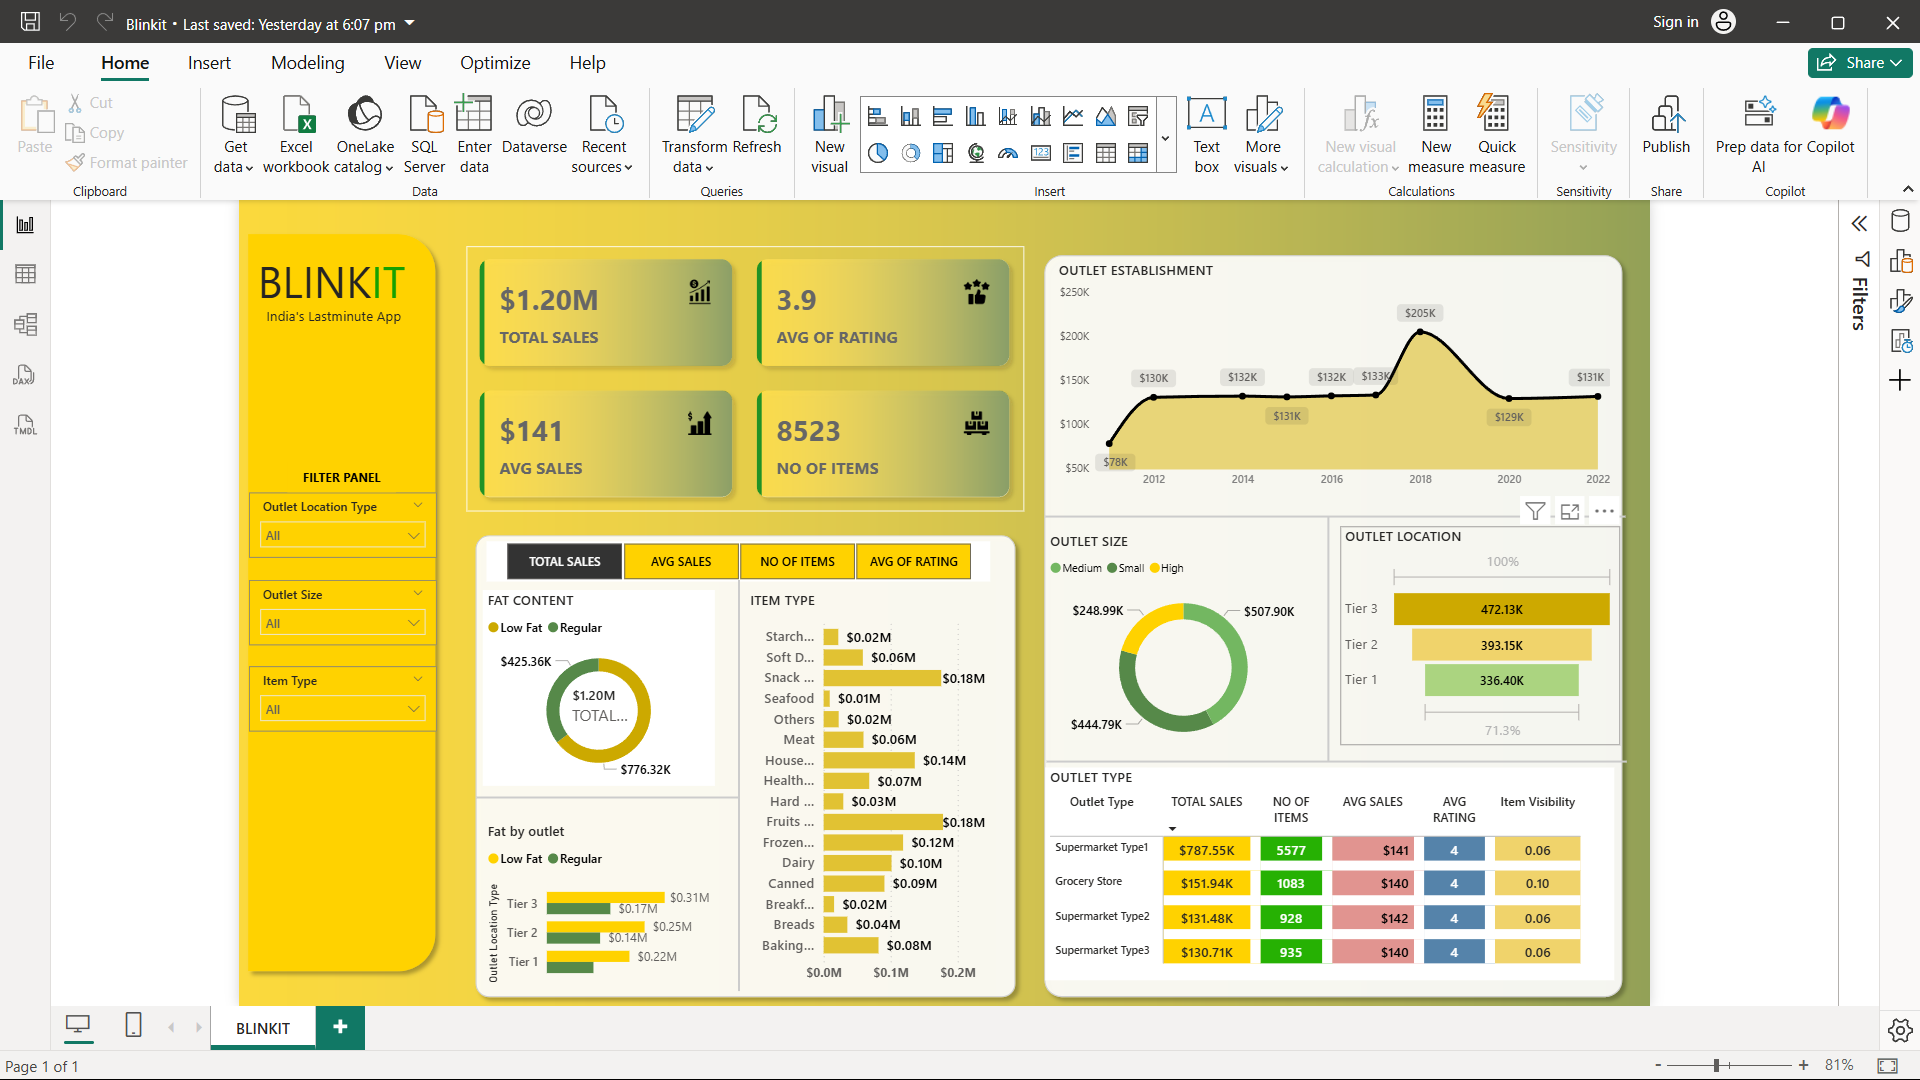 Blinkit • Last saved: Yesterday at 6:07 pm
Sign in
File Home Insert Modeling View Optimize Help
Share
Paste
Cut
Copy
Format painter
Clipboard
Get data
Excel workbook
OneLake catalog
SQL Server
Enter data
Dataverse
Recent sources
Data
Transform data
Refresh
Queries
New visual
Text box
More visuals
Insert
New visual calculation
New measure
Quick measure
Calculations
Sensitivity
Sensitivity
Publish
Share
Prep data for AI
Copilot
Copilot
DAX
TMDL
BLINKIT
India's Lastminute App
FILTER PANEL
Outlet Location Type
All
Outlet Size
All
Item Type
All
$1.20M
TOTAL SALES
3.9
AVG OF RATING
$141
AVG SALES
8523
NO OF ITEMS
TOTAL SALES AVG SALES NO OF ITEMS AVG OF RATING
FAT CONTENT
Low Fat Regular
$425.36K
$1.20M
TOTAL...
$776.32K
Fat by outlet
Low Fat Regular
Outlet Location Type
Tier 3 $0.31M
$0.17M
Tier 2 $0.25M
$0.14M
Tier 1 $0.22M
ITEM TYPE
Starch... $0.02M
Soft D... $0.06M
Snack ... $0.18M
Seafood $0.01M
Others $0.02M
Meat $0.06M
House... $0.14M
Health... $0.07M
Hard ... $0.03M
Fruits ... $0.18M
Frozen... $0.12M
Dairy $0.10M
Canned $0.09M
Breakf... $0.02M
Breads $0.04M
Baking... $0.08M
$0.0M $0.1M $0.2M
OUTLET ESTABLISHMENT
$250K
$200K
$150K
$100K
$50K
$78K
$130K
$132K
$131K
$132K
$133K
$205K
$129K
$131K
2012 2014 2016 2018 2020 2022
OUTLET SIZE
Medium Small High
$248.99K
$507.90K
$444.79K
OUTLET LOCATION
100%
Tier 3 472.13K
Tier 2 393.15K
Tier 1 336.40K
71.3%
OUTLET TYPE
Outlet Type TOTAL SALES NO OF ITEMS AVG SALES AVG RATING Item Visibility
Supermarket Type1 $787.55K 5577 $141 4 0.06
Grocery Store $151.94K 1083 $140 4 0.10
Supermarket Type2 $131.48K 928 $142 4 0.06
Supermarket Type3 $130.71K 935 $140 4 0.06
Filters
BLINKIT
Page 1 of 1
81%